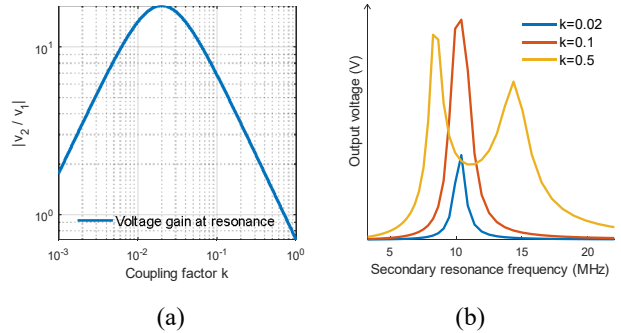 10¹
10⁰
|v₂ / v₁|
Voltage gain at resonance
10⁻³ 10⁻² 10⁻¹ 10⁰
Coupling factor k
(a)
Output voltage (V)
k=0.02
k=0.1
k=0.5
5 10 15 20
Secondary resonance frequency (MHz)
(b)